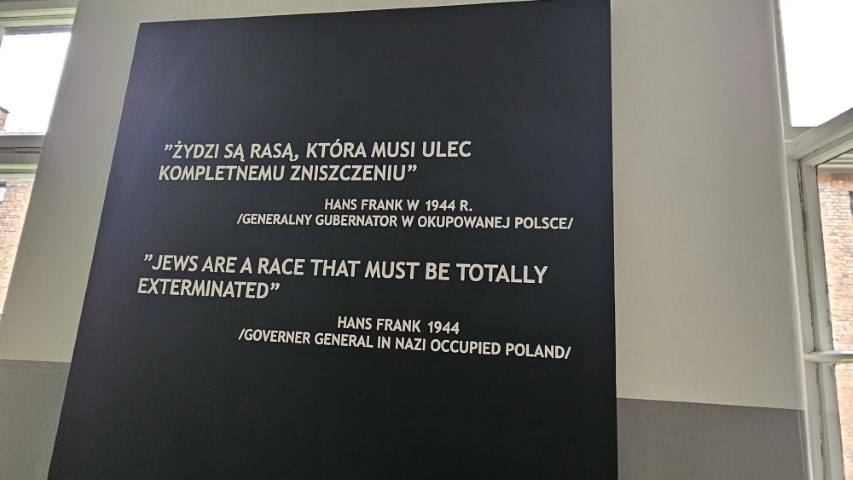 ”ŻYDZI SĄ RASĄ, KTÓRA MUSI ULEC
KOMPLETNEMU ZNISZCZENIU”
HANS FRANK W 1944 R.
/GENERALNY GUBERNATOR W OKUPOWANEJ POLSCE/
”JEWS ARE A RACE THAT MUST BE TOTALLY
EXTERMINATED”
HANS FRANK 1944
/GOVERNER GENERAL IN NAZI OCCUPIED POLAND/